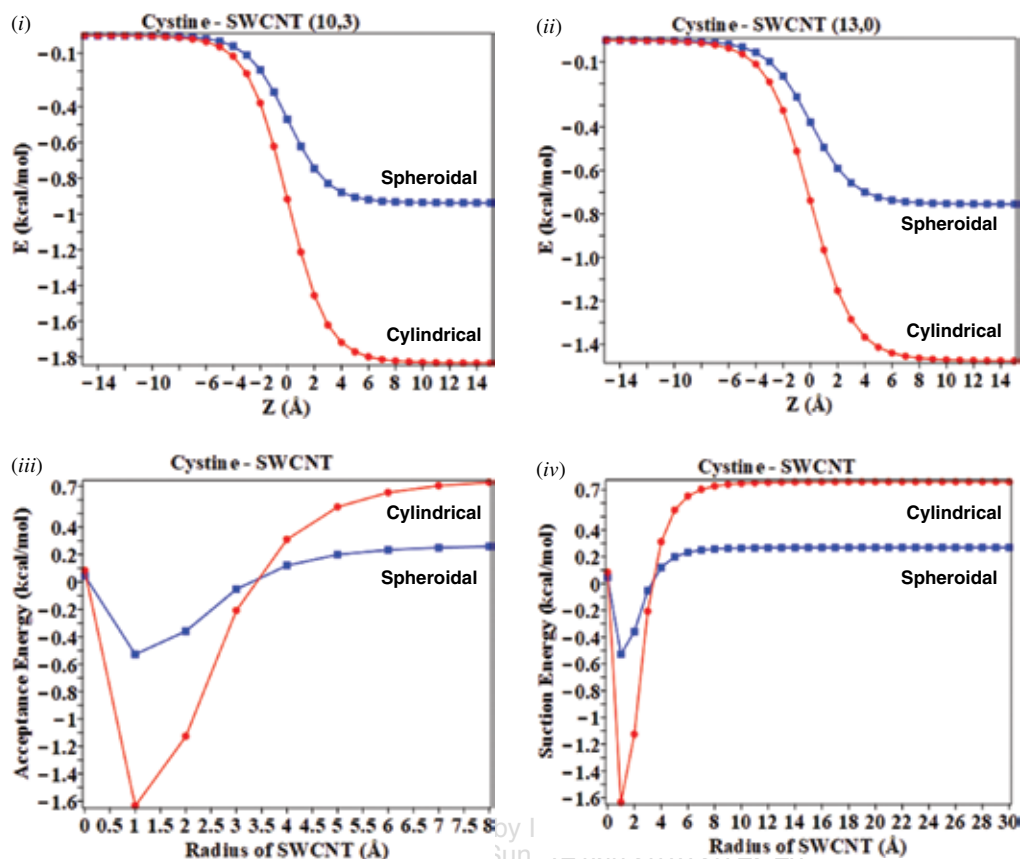 (i)
Cystine - SWCNT (10,3)
−0.1
−0.4
−0.6
−0.8
−1
−1.2
−1.4
−1.6
−1.8
E (kcal/mol)
Spheroidal
Cylindrical
−14 −10 −6 −4 −2 0 2 4 6 8 10 12 14
Z (Å)
(ii)
Cystine - SWCNT (13,0)
−0.1
−0.4
−0.6
−0.8
−1.0
−1.2
−1.4
E (kcal/mol)
Spheroidal
Cylindrical
−14 −10 −6 −4 −2 0 2 4 6 8 10 12 14
Z (Å)
(iii)
Cystine - SWCNT
0.7
0.4
0.2
0
−0.2
−0.4
−0.6
−0.8
−1
−1.2
−1.4
−1.6
Acceptance Energy (kcal/mol)
Cylindrical
Spheroidal
0 0.5 1 1.5 2 2.5 3 3.5 4 4.5 5 5.5 6 6.5 7 7.5 8
Radius of SWCNT (Å)
(iv)
Cystine - SWCNT
0.7
0.4
0.2
0
−0.2
−0.4
−0.6
−0.8
−1
−1.2
−1.4
−1.6
Suction Energy (kcal/mol)
Cylindrical
Spheroidal
0 2 4 6 8 10 12 14 16 18 20 22 24 26 28 30
Radius of SWCNT (Å)
by I
Sun